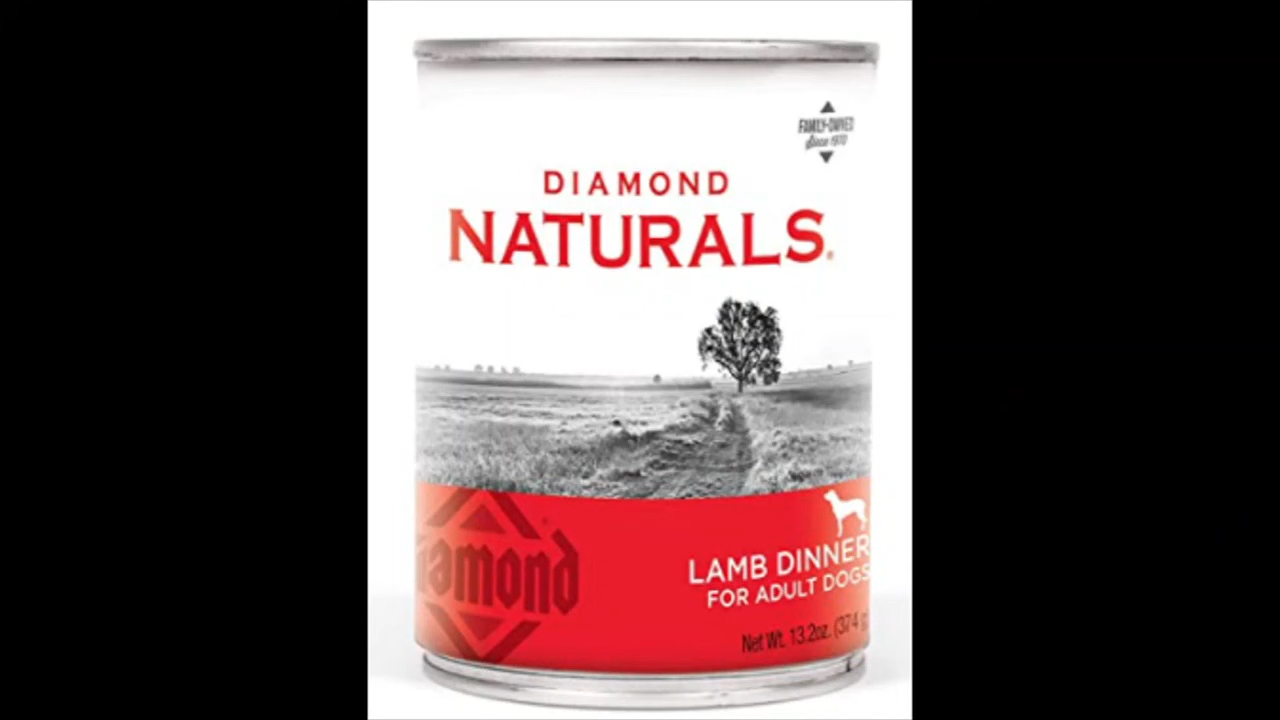 FAMILY-OWNED
Since 1970
DIAMOND
NATURALS®
LAMB DINNER
FOR ADULT DOGS
Diamond
Net Wt. 13.2oz. (374 g